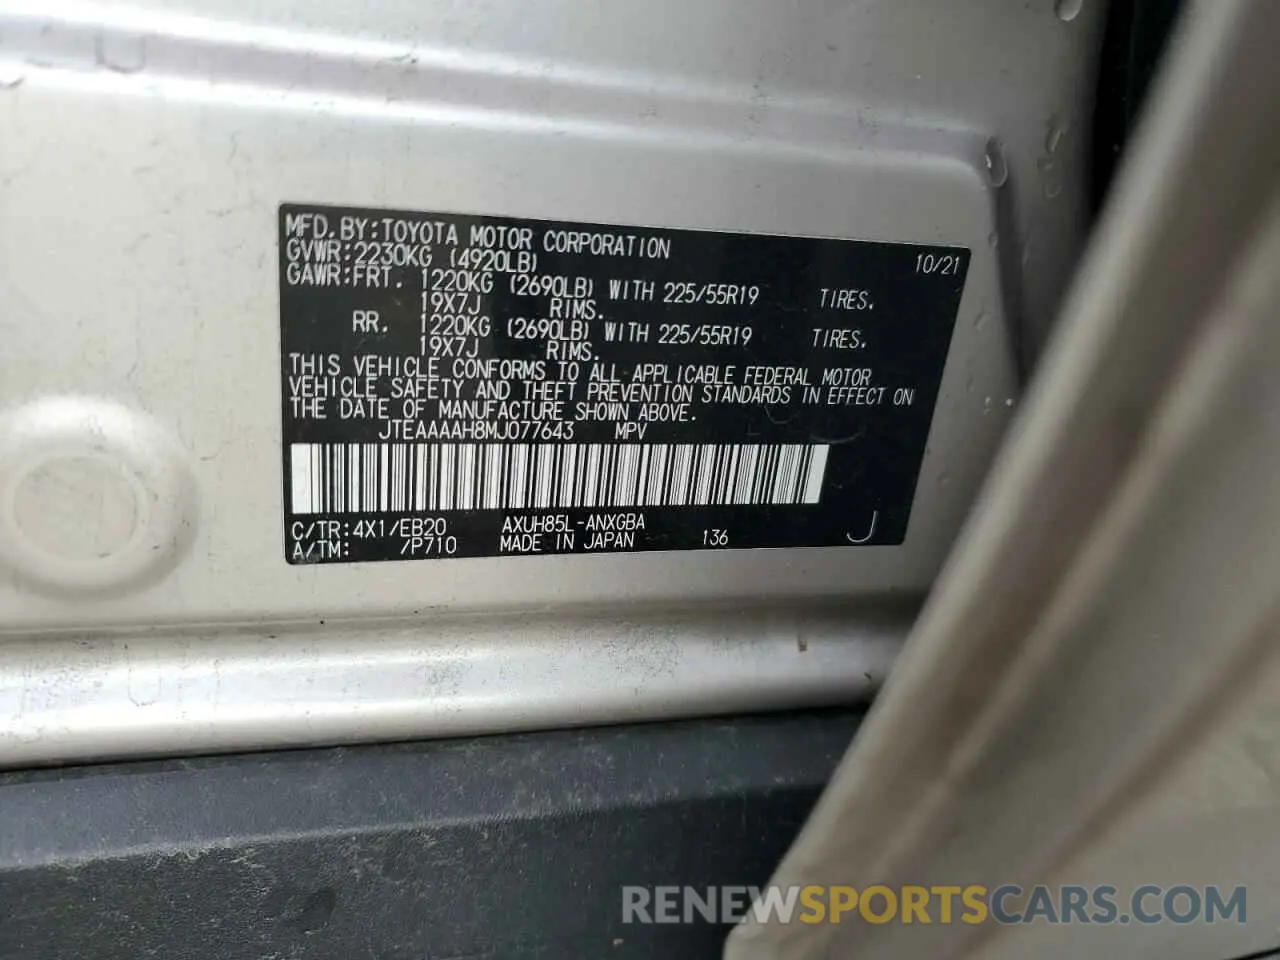 MFD.BY:TOYOTA MOTOR CORPORATION 10/21
GVWR:2230KG (4920LB)
GAWR:FRT. 1220KG (2690LB) WITH 225/55R19 TIRES.
19X7J RIMS.
RR. 1220KG (2690LB) WITH 225/55R19 TIRES.
19X7J RIMS.
THIS VEHICLE CONFORMS TO ALL APPLICABLE FEDERAL MOTOR
VEHICLE SAFETY AND THEFT PREVENTION STANDARDS IN EFFECT ON
THE DATE OF MANUFACTURE SHOWN ABOVE.
JTEAAAAH8MJ077643 MPV
C/TR:4X1/EB20 AXUH85L-ANXGBA
A/TM: /P710 MADE IN JAPAN 136 J
RENEWSPORTSCARS.COM